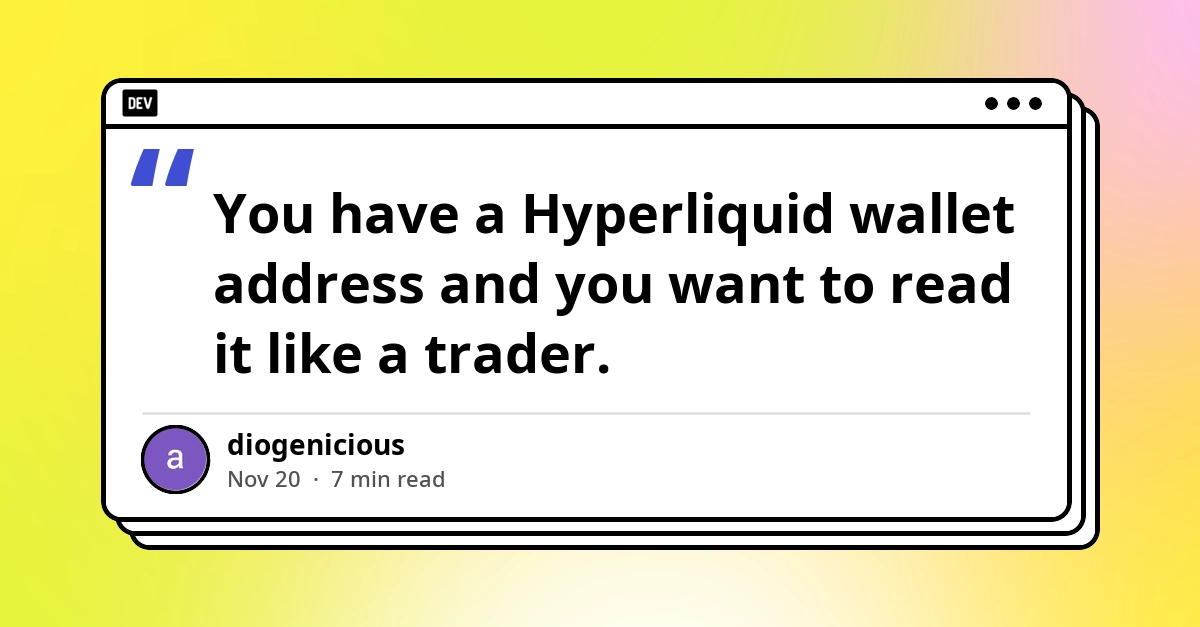 DEV
You have a Hyperliquid wallet
address and you want to read
it like a trader.
a
diogenicious
Nov 20 · 7 min read